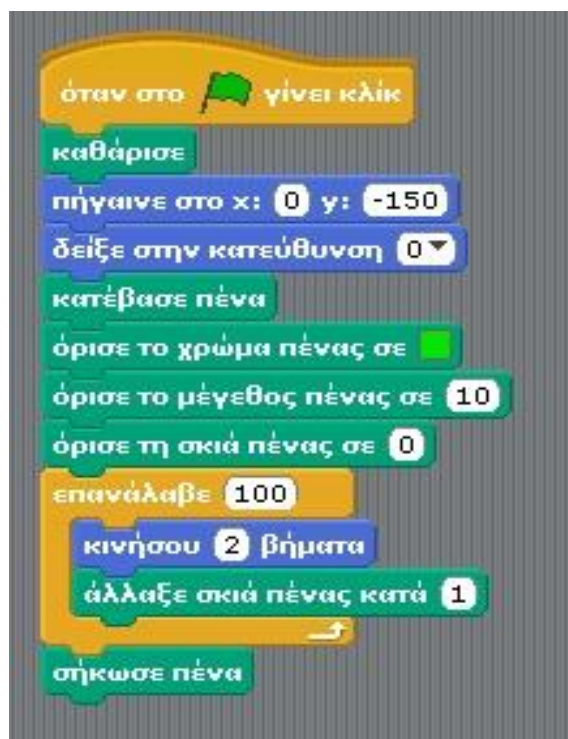 όταν στο γίνει κλίκ
καθάρισε
πήγαινε στο x: 0 y: -150
δείξε στην κατεύθυνση 0
κατέβασε πένα
όρισε το χρώμα πένας σε
όρισε το μέγεθος πένας σε 10
όρισε τη σκιά πένας σε 0
επανάλαβε 100
κινήσου 2 βήματα
άλλαξε σκιά πένας κατά 1
σήκωσε πένα